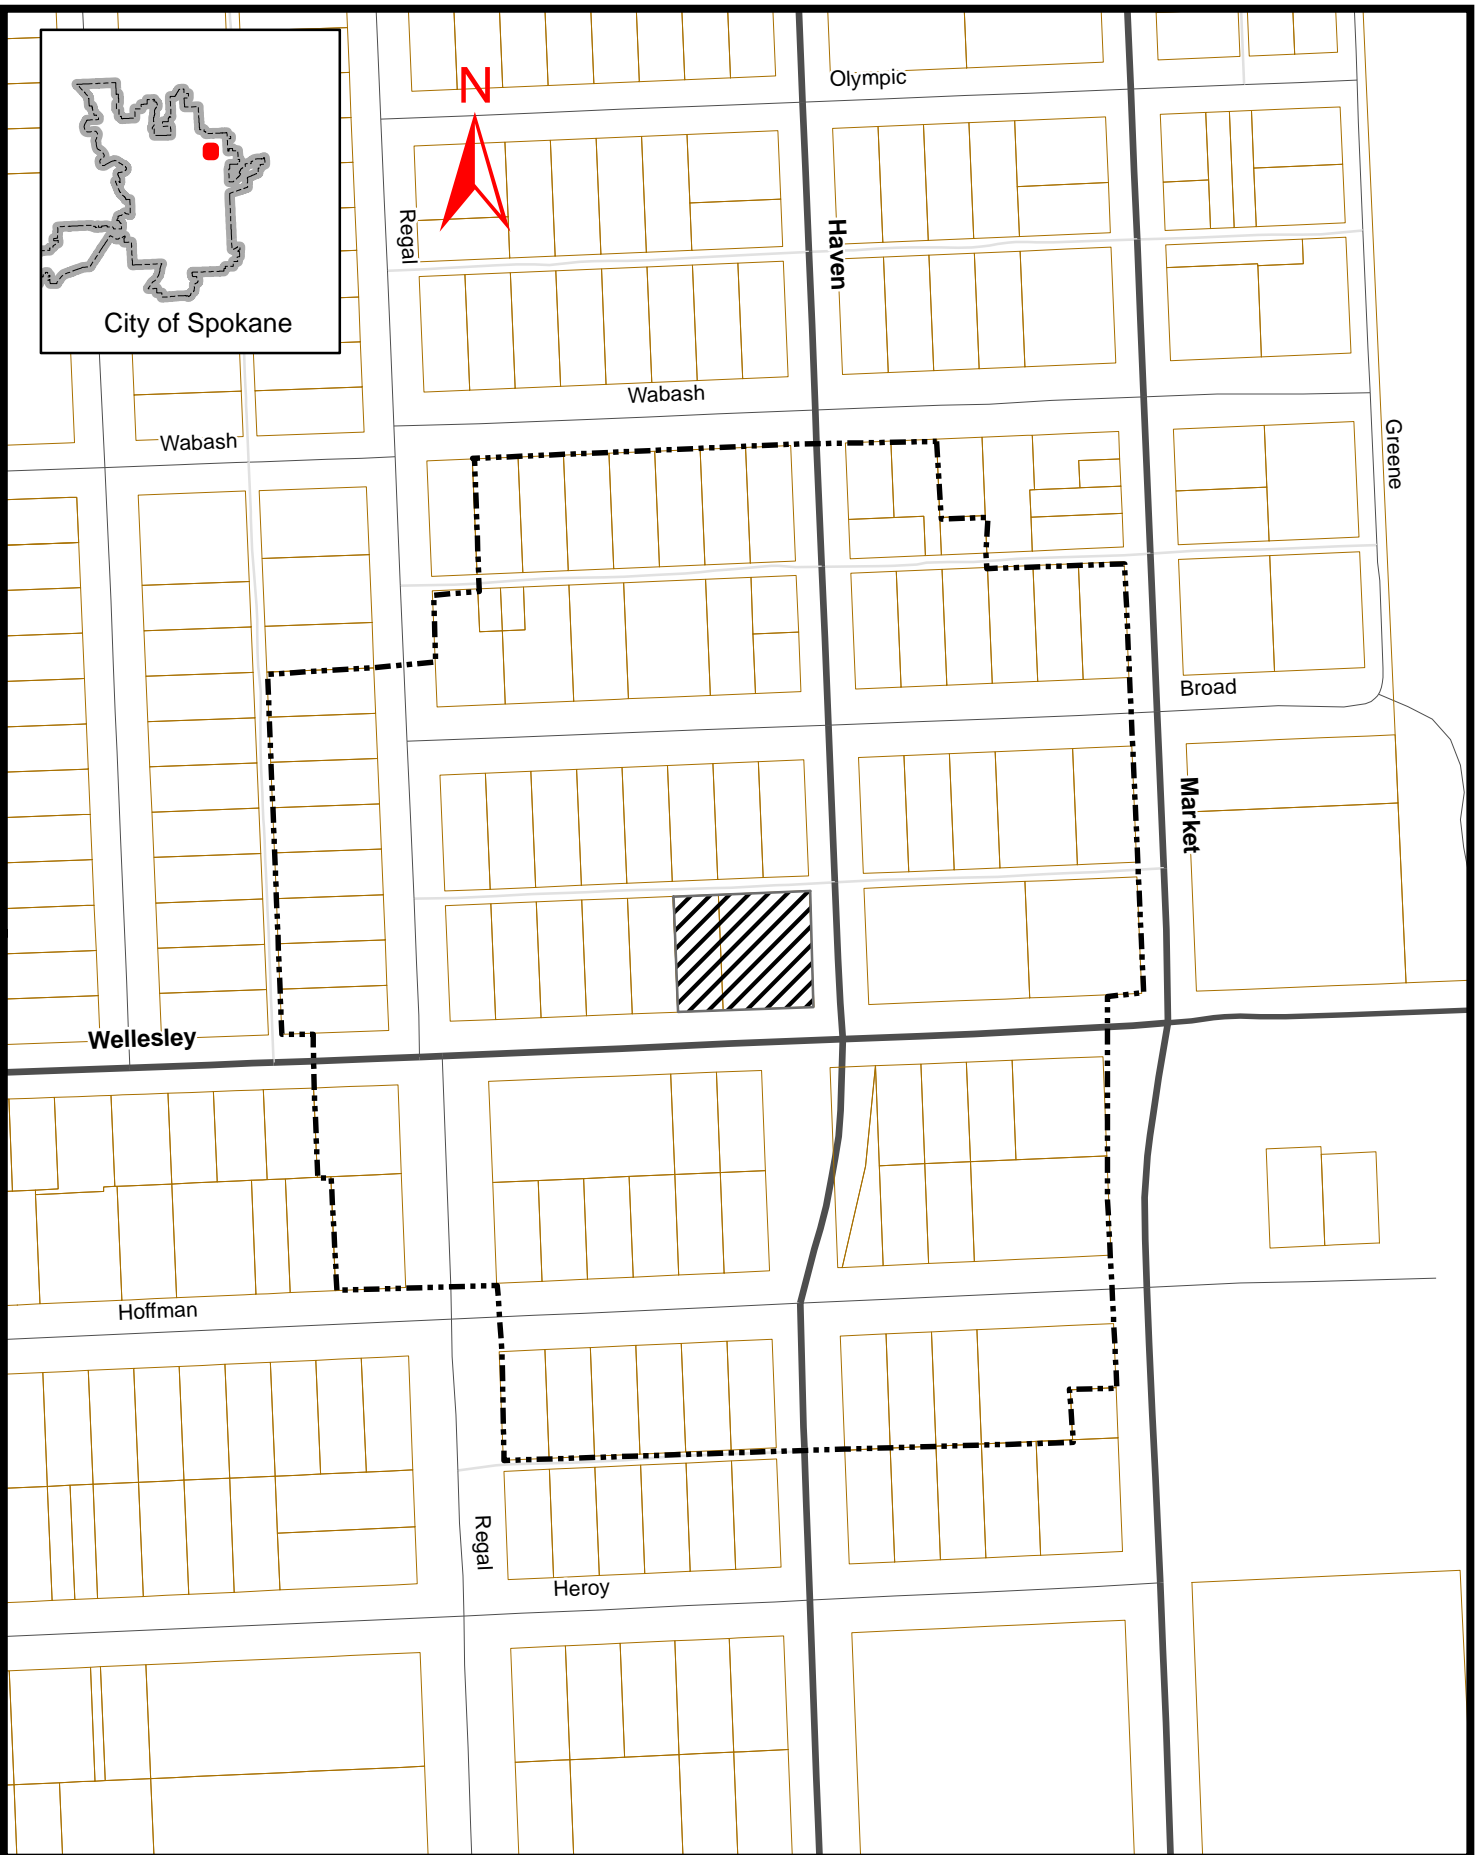 Olympic
N
Regal
Haven
City of Spokane
Wabash
Wabash
Greene
Broad
Market
Wellesley
Hoffman
Regal
Heroy